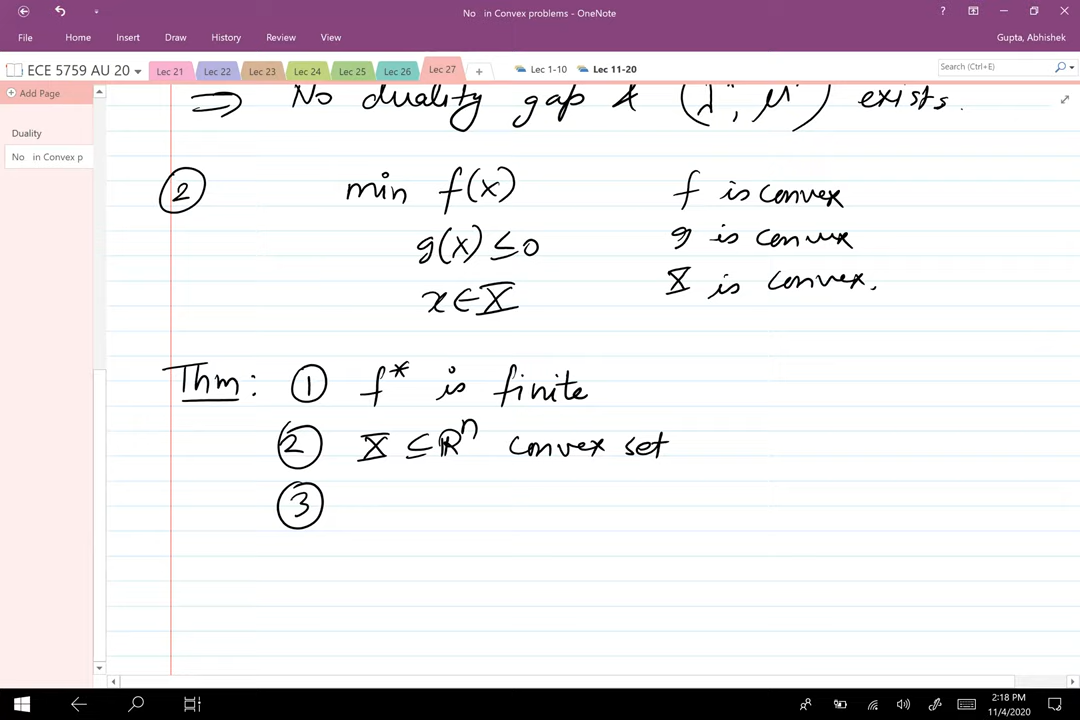 No in Convex problems - OneNote
File Home Insert Draw History Review View
Gupta, Abhishek
ECE 5759 AU 20 Lec 21 Lec 22 Lec 23 Lec 24 Lec 25 Lec 26 Lec 27 + Lec 1-10 Lec 11-20
Search (Ctrl+E)
Add Page
Duality
No in Convex p
⇒ No duality gap & (λ*, μ*) exists.
② min f(x) f is convex
g(x) ≤ 0 g is convex
x ∈ X X is convex.
Thm: ① f* is finite
② X ⊆ ℝⁿ convex set
③
2:18 PM
11/4/2020